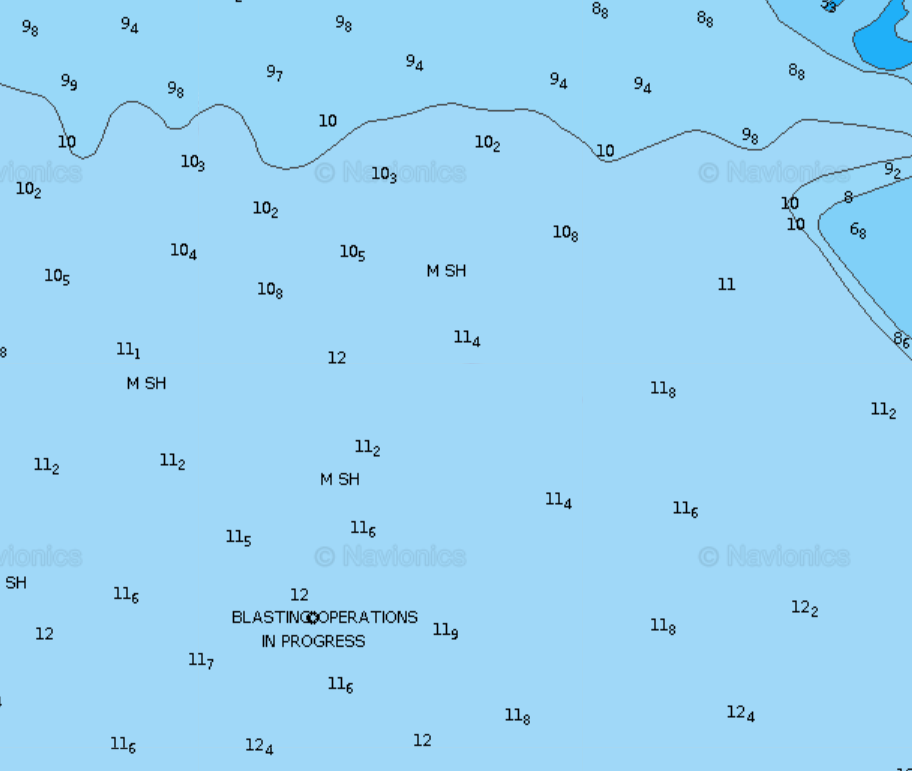 9₈ 9₄ 9₈ 8₈ 8₈
9₉ 9₈ 9₇ 9₄ 9₄ 9₄ 8₈
10 10 10₂ 10 9₈
© Navionics © Navionics
10₃ 10₃ 9₂
10₂ 10₂ 10 8
10₄ 10₅ 10₈ 10 6₈
10₅ 10₈ M SH 11
11₁ 12 11₄ 8₆
M SH 11₈ 11₂
11₂ 11₂ 11₂
M SH 11₄ 11₆
11₅ 11₆
© Navionics © Navionics
SH 11₆ 12 12₂
BLASTING OPERATIONS
IN PROGRESS
12 11₉ 11₈
11₇ 11₆
11₈ 12₄
11₆ 12₄ 12